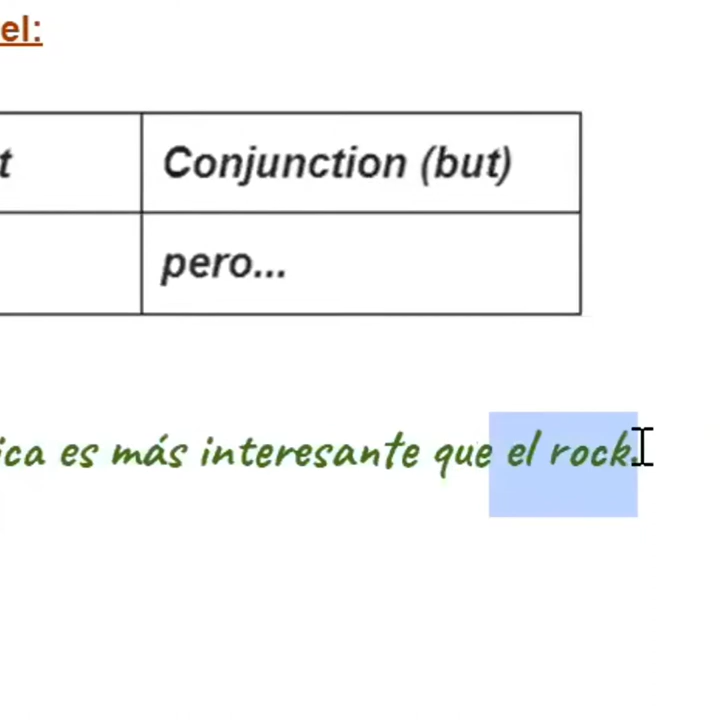 el:
t
Conjunction (but)
pero...
ica es más interesante que el rock.